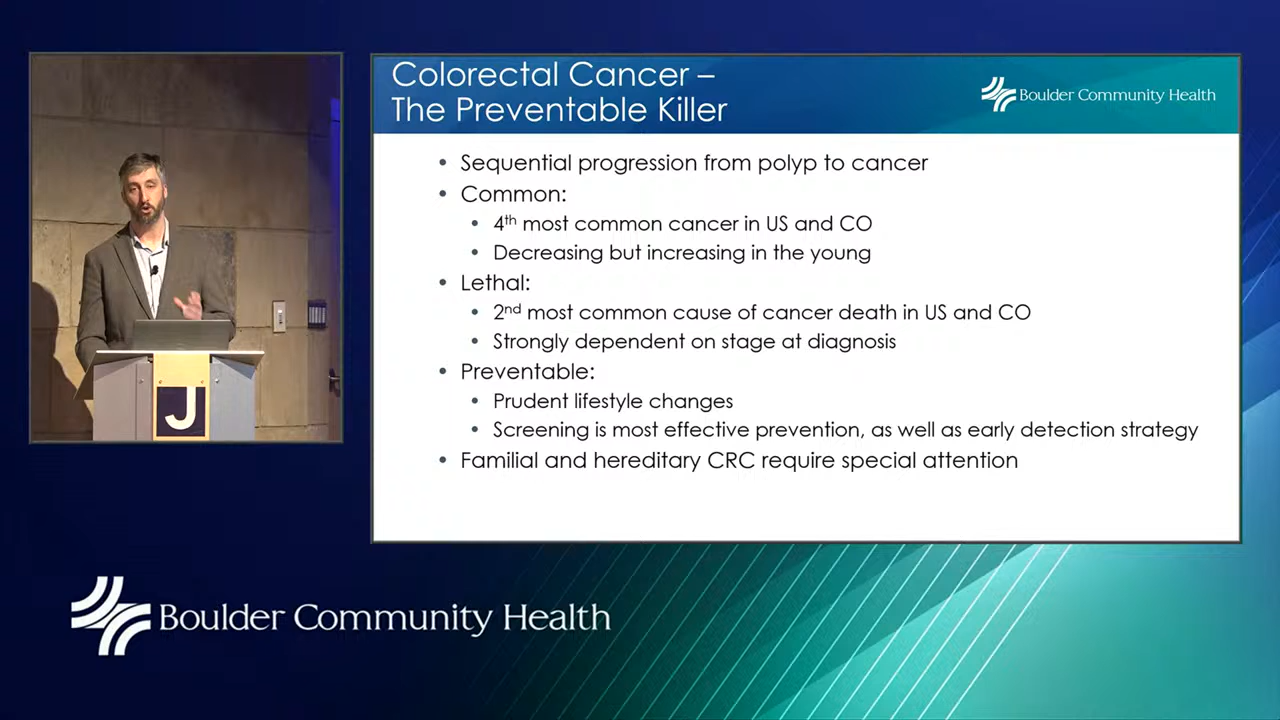 Colorectal Cancer –
The Preventable Killer
Boulder Community Health
• Sequential progression from polyp to cancer
• Common:
• 4th most common cancer in US and CO
• Decreasing but increasing in the young
• Lethal:
• 2nd most common cause of cancer death in US and CO
• Strongly dependent on stage at diagnosis
• Preventable:
• Prudent lifestyle changes
• Screening is most effective prevention, as well as early detection strategy
• Familial and hereditary CRC require special attention
J
Boulder Community Health